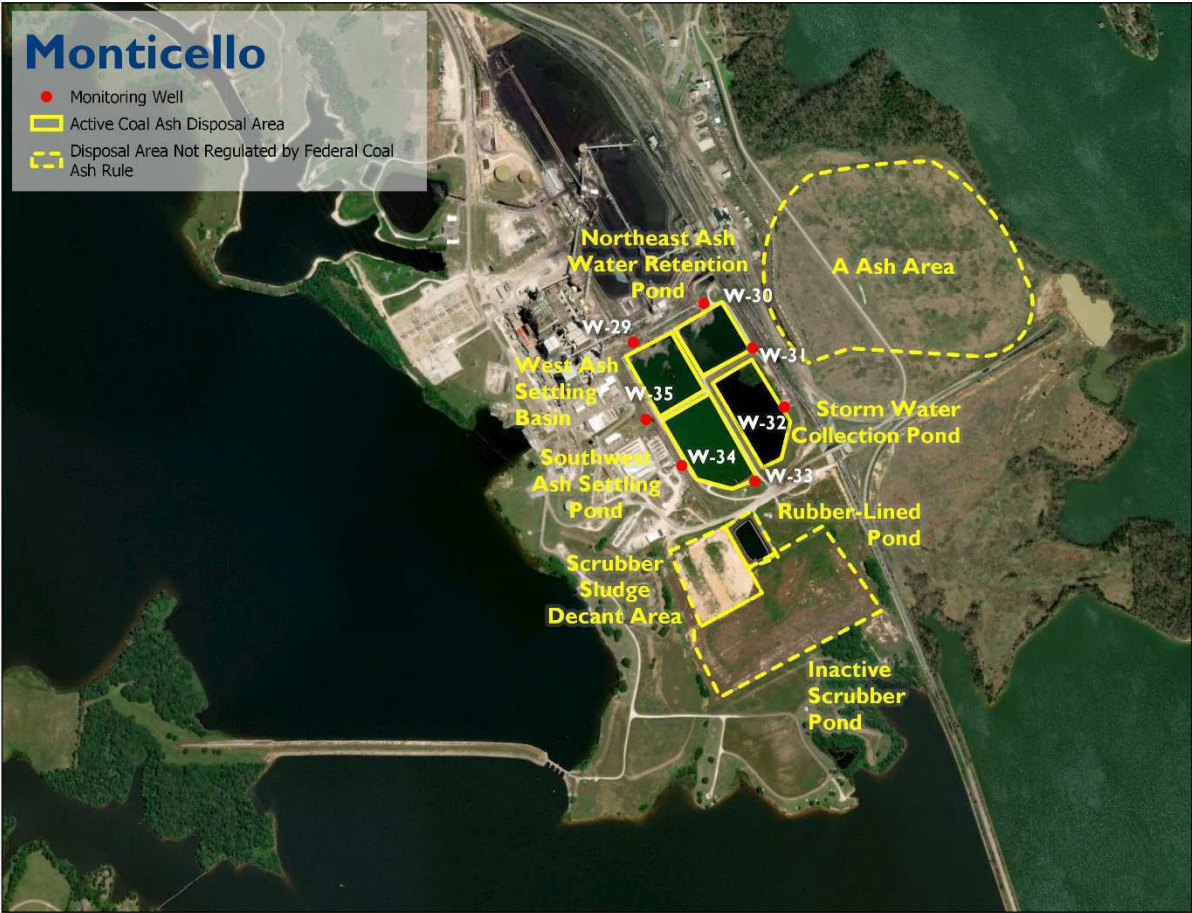 Monticello
Monitoring Well
Active Coal Ash Disposal Area
Disposal Area Not Regulated by Federal Coal
Ash Rule
Northeast Ash
Water Retention
Pond
A Ash Area
W-30
W-29
W-31
West Ash
Settling
Basin
W-35
W-32
Storm Water
Collection Pond
Southwest
Ash Settling
Pond
W-34
W-33
Rubber-Lined
Pond
Scrubber
Sludge
Decant Area
Inactive
Scrubber
Pond